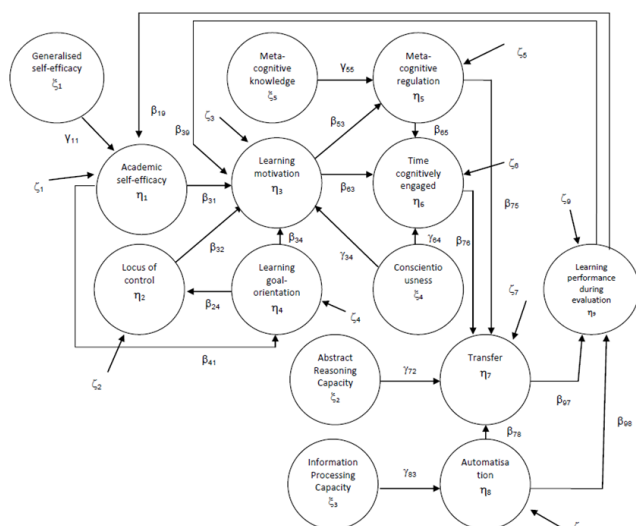 Generalised
self-efficacy
ξ1
Meta-
cognitive
knowledge
ξ5
γ55
Meta-
cognitive
regulation
η5
ζ5
β19
β39
ζ3
β53
β65
γ11
Academic
self-efficacy
η1
ζ1
β31
Learning
motivation
η3
β63
Time
cognitively
engaged
η6
ζ6
β75
ζ9
β32
β34
γ34
γ64
β76
Locus of
control
η2
β24
Learning
goal-
orientation
η4
ζ4
Conscientio
usness
ξ4
ζ7
Learning
performance
during
evaluation
η9
ζ2
β41
Abstract
Reasoning
Capacity
ξ2
γ72
Transfer
η7
β97
β78
β98
Information
Processing
Capacity
ξ3
γ83
Automatisa
tion
η8
ζ